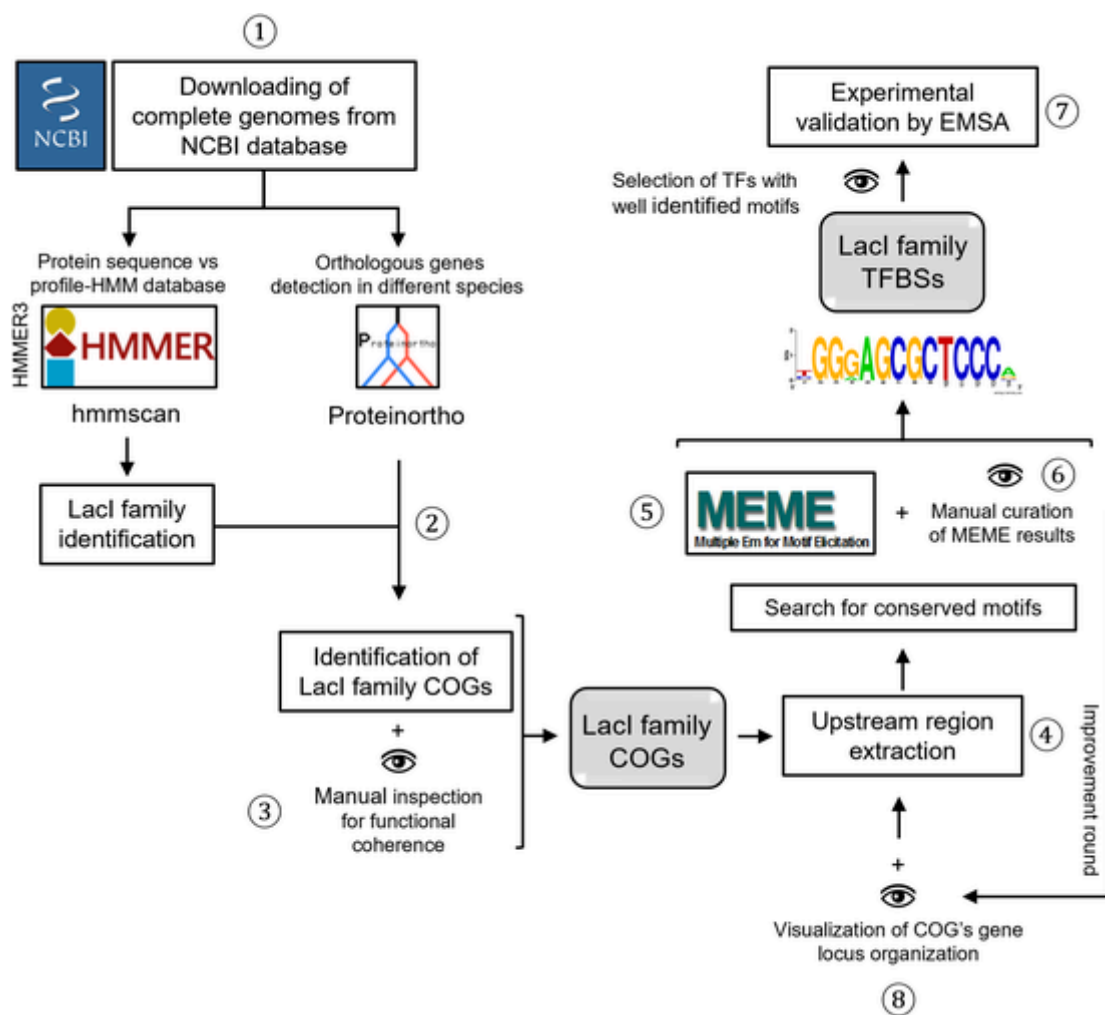 ①
NCBI
Downloading of
complete genomes from
NCBI database
Protein sequence vs
profile-HMM database
HMMER3
HMMER
hmmscan
Orthologous genes
detection in different species
Proteinortho
Proteinortho
LacI family
identification
②
Identification of
LacI family COGs
+
③
Manual inspection
for functional
coherence
LacI family
COGs
Upstream region
extraction
④
+
Visualization of COG's gene
locus organization
⑧
Improvement round
Search for conserved motifs
⑤
MEME
Multiple Em for Motif Elicitation
+
⑥
Manual curation
of MEME results
GGGAGCGCTCCCA
LacI family
TFBSs
Selection of TFs with
well identified motifs
Experimental
validation by EMSA
⑦